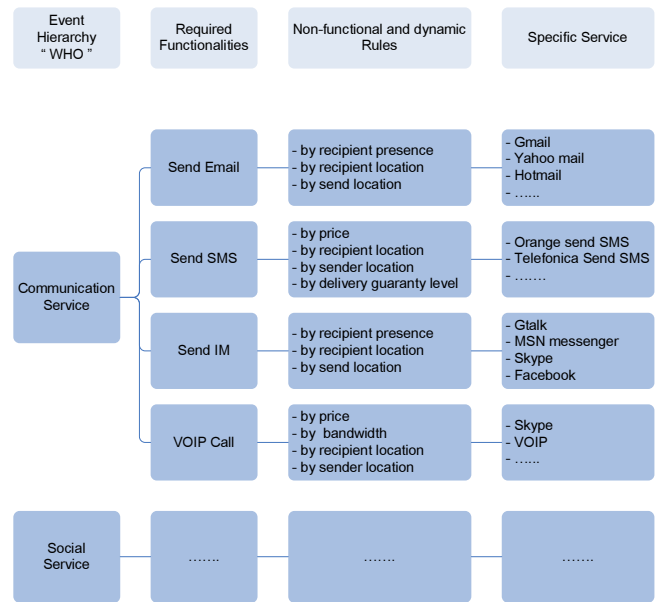 Event
Hierarchy
“ WHO ”
Required
Functionalities
Non-functional and dynamic
Rules
Specific Service
Send Email
- by recipient presence
- by recipient location
- by send location
- Gmail
- Yahoo mail
- Hotmail
- ......
Communication
Service
Send SMS
- by price
- by recipient location
- by sender location
- by delivery guaranty level
- Orange send SMS
- Telefonica Send SMS
- .......
Send IM
- by recipient presence
- by recipient location
- by send location
- Gtalk
- MSN messenger
- Skype
- Facebook
VOIP Call
- by price
- by  bandwidth
- by recipient location
- by sender location
- Skype
- VOIP
- ......
Social
Service
.......
.......
.......